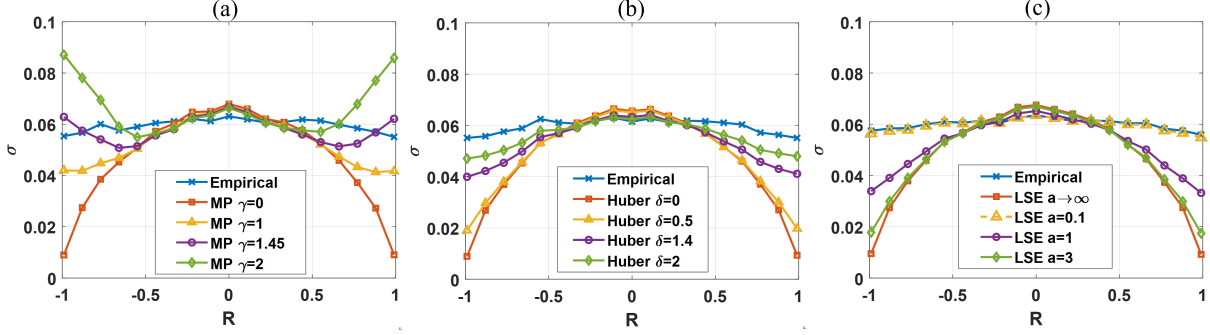 (a)
0.1
0.08
0.06
0.04
0.02
0
σ
-1 -0.5 0 0.5 1
R
Empirical
MP γ=0
MP γ=1
MP γ=1.45
MP γ=2
(b)
0.1
0.08
0.06
0.04
0.02
0
σ
-1 -0.5 0 0.5 1
R
Empirical
Huber δ=0
Huber δ=0.5
Huber δ=1.4
Huber δ=2
(c)
0.1
0.08
0.06
0.04
0.02
0
σ
-1 -0.5 0 0.5 1
R
Empirical
LSE a→∞
LSE a=0.1
LSE a=1
LSE a=3